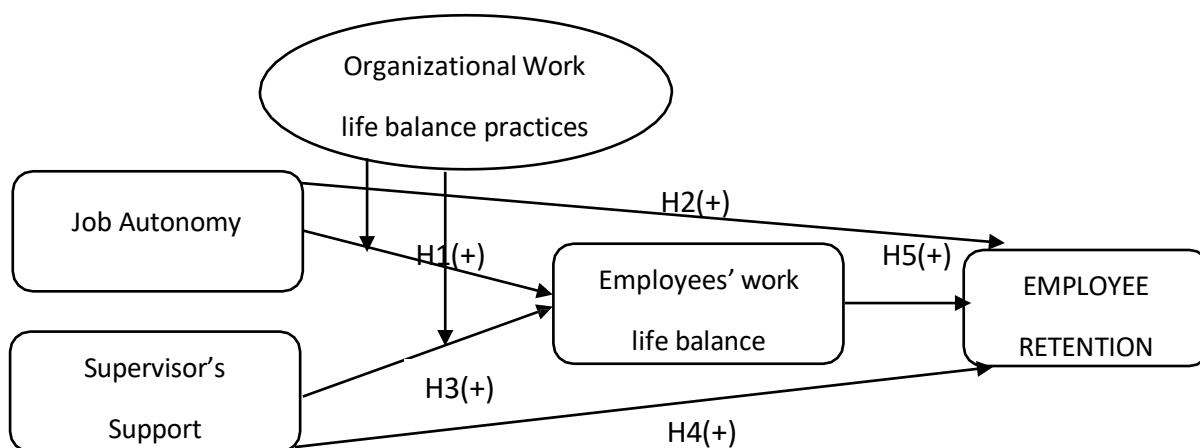 Organizational Work
life balance practices
Job Autonomy
H2(+)
H1(+)
H5(+)
Employees’ work
life balance
EMPLOYEE
RETENTION
Supervisor’s
Support
H3(+)
H4(+)